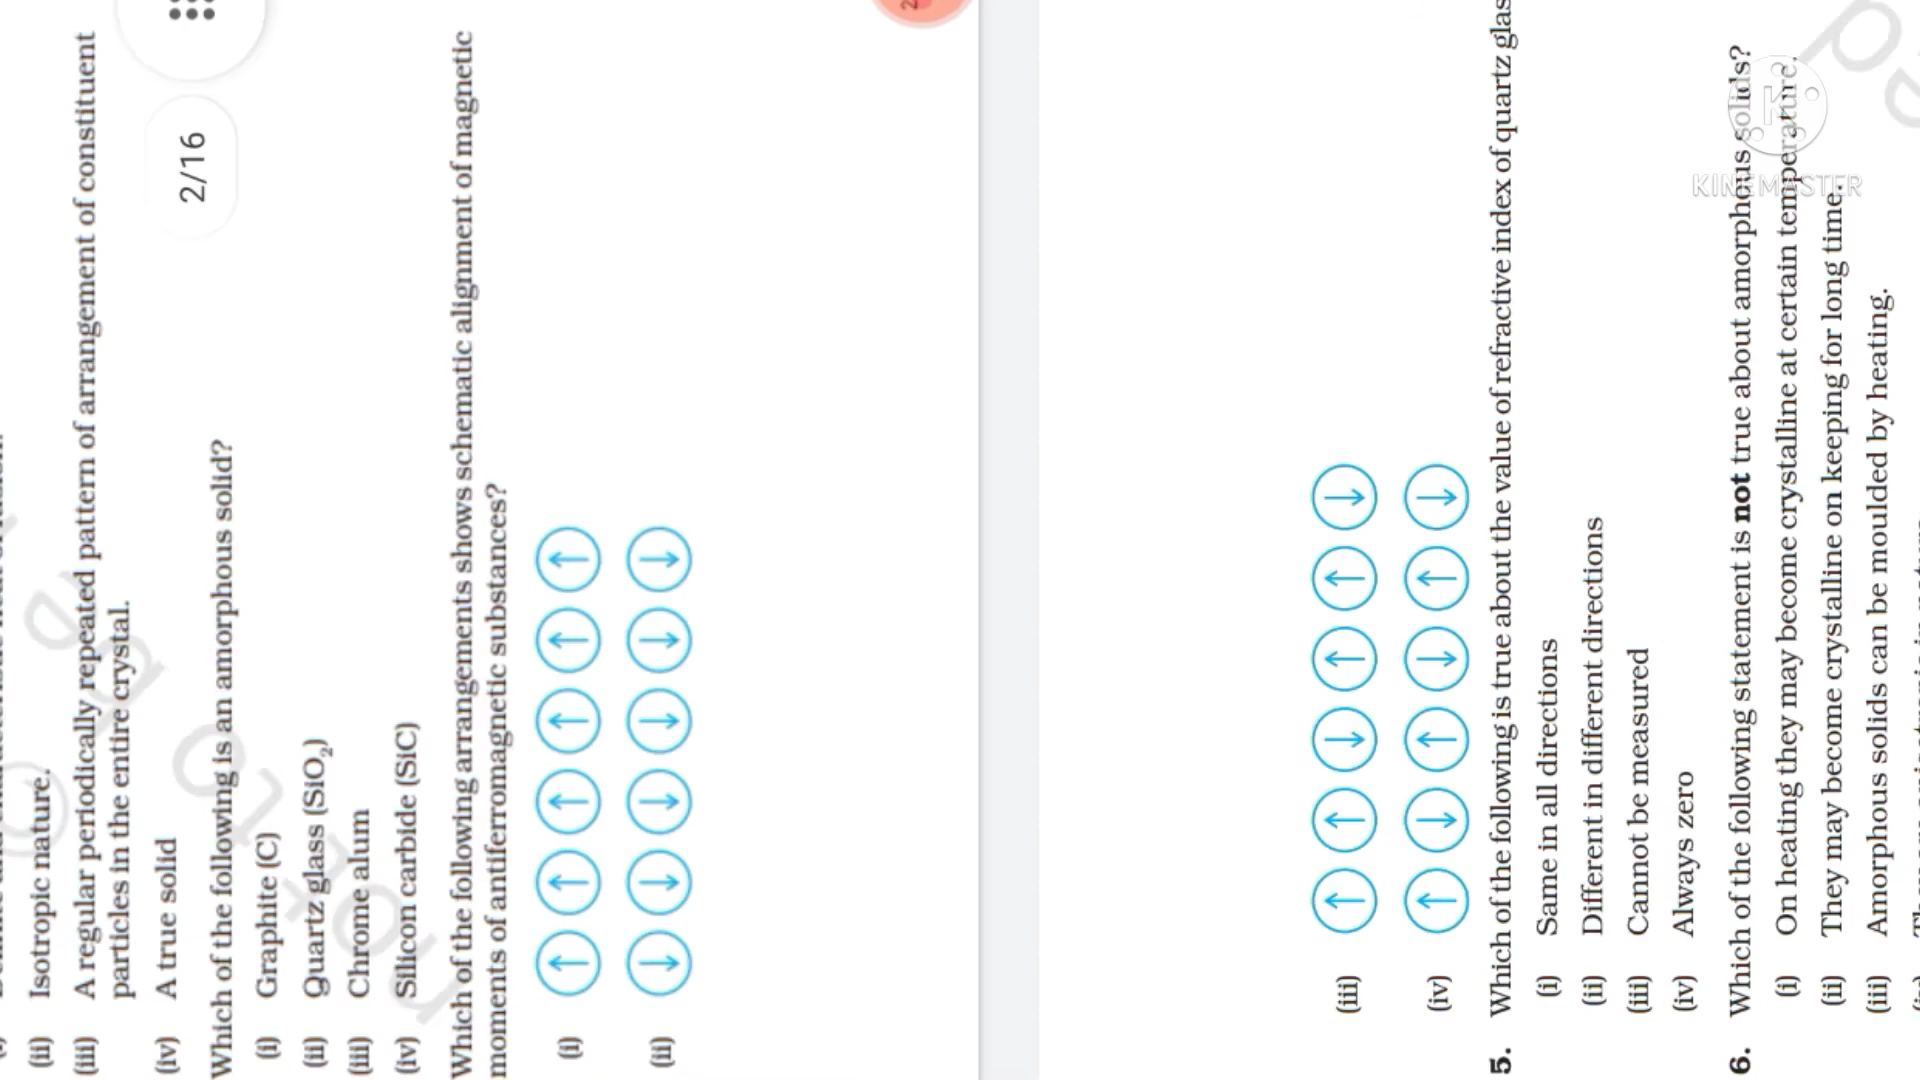 (ii) Isotropic nature.
(iii) A regular periodically repeated pattern of arrangement of constituent
particles in the entire crystal.
(iv) A true solid
Which of the following is an amorphous solid?
(i) Graphite (C)
(ii) Quartz glass (SiO₂)
(iii) Chrome alum
(iv) Silicon carbide (SiC)
Which of the following arrangements shows schematic alignment of magnetic
moments of antiferromagnetic substances?
(i)
(ii)
(iii)
(iv)
5. Which of the following is true about the value of refractive index of quartz glas
(i) Same in all directions
(ii) Different in different directions
(iii) Cannot be measured
(iv) Always zero
6. Which of the following statement is not true about amorphous solids?
(i) On heating they may become crystalline at certain temperature.
(ii) They may become crystalline on keeping for long time.
(iii) Amorphous solids can be moulded by heating.
2/16
KINEMASTER
© not to be